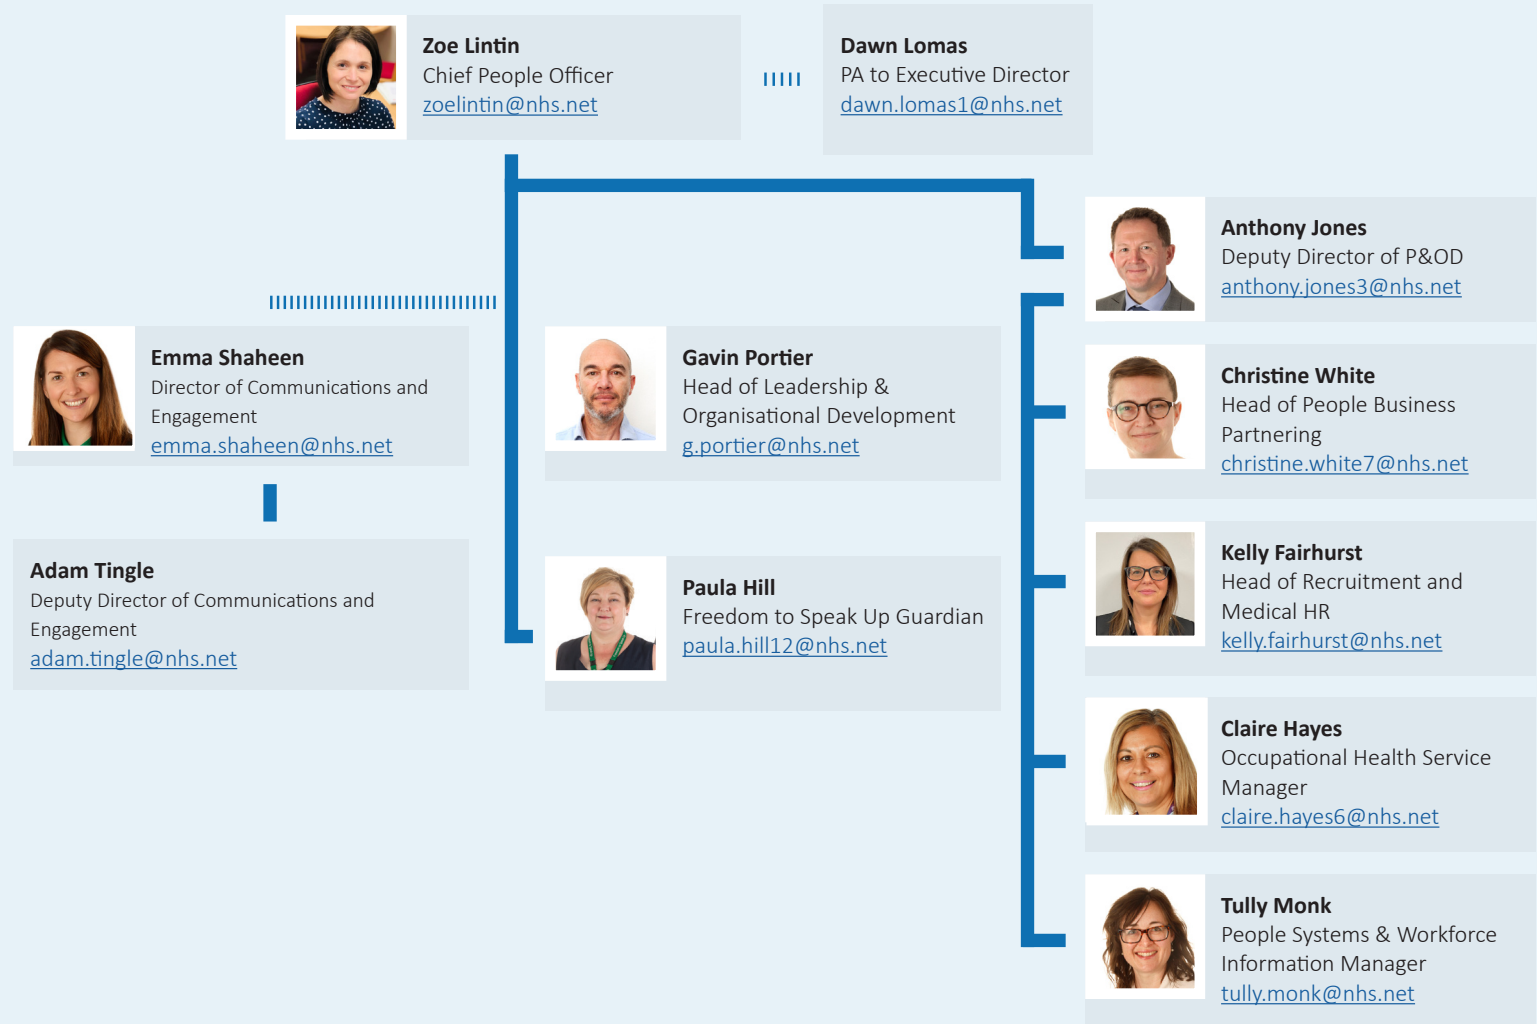 Zoe Lintin
Chief People Officer
zoelintin@nhs.net
Dawn Lomas
PA to Executive Director
dawn.lomas1@nhs.net
Anthony Jones
Deputy Director of P&OD
anthony.jones3@nhs.net
Emma Shaheen
Director of Communications and
Engagement
emma.shaheen@nhs.net
Gavin Portier
Head of Leadership &
Organisational Development
g.portier@nhs.net
Christine White
Head of People Business
Partnering
christine.white7@nhs.net
Adam Tingle
Deputy Director of Communications and
Engagement
adam.tingle@nhs.net
Paula Hill
Freedom to Speak Up Guardian
paula.hill12@nhs.net
Kelly Fairhurst
Head of Recruitment and
Medical HR
kelly.fairhurst@nhs.net
Claire Hayes
Occupational Health Service
Manager
claire.hayes6@nhs.net
Tully Monk
People Systems & Workforce
Information Manager
tully.monk@nhs.net